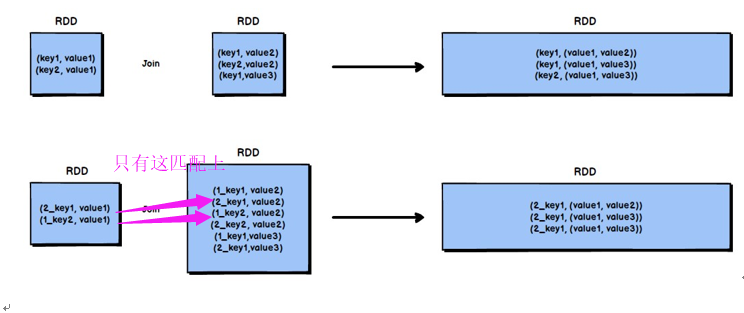 RDD
(key1, value1)
(key2, value1)
Join
RDD
(key1, value2)
(key2,value2)
(key1,value3)
RDD
(key1, (value1, value2))
(key1, (value1, value3))
(key2, (value1, value3))
只有这匹配上
RDD
(2_key1, value1)
(1_key2, value1)
Join
RDD
(1_key1, value2)
(2_key1, value2)
(1_key2, value2)
(2_key2, value2)
(1_key1,value3)
(2_key1,value3)
RDD
(2_key1, (value1, value2))
(2_key1, (value1, value3))
(2_key1, (value1, value3))